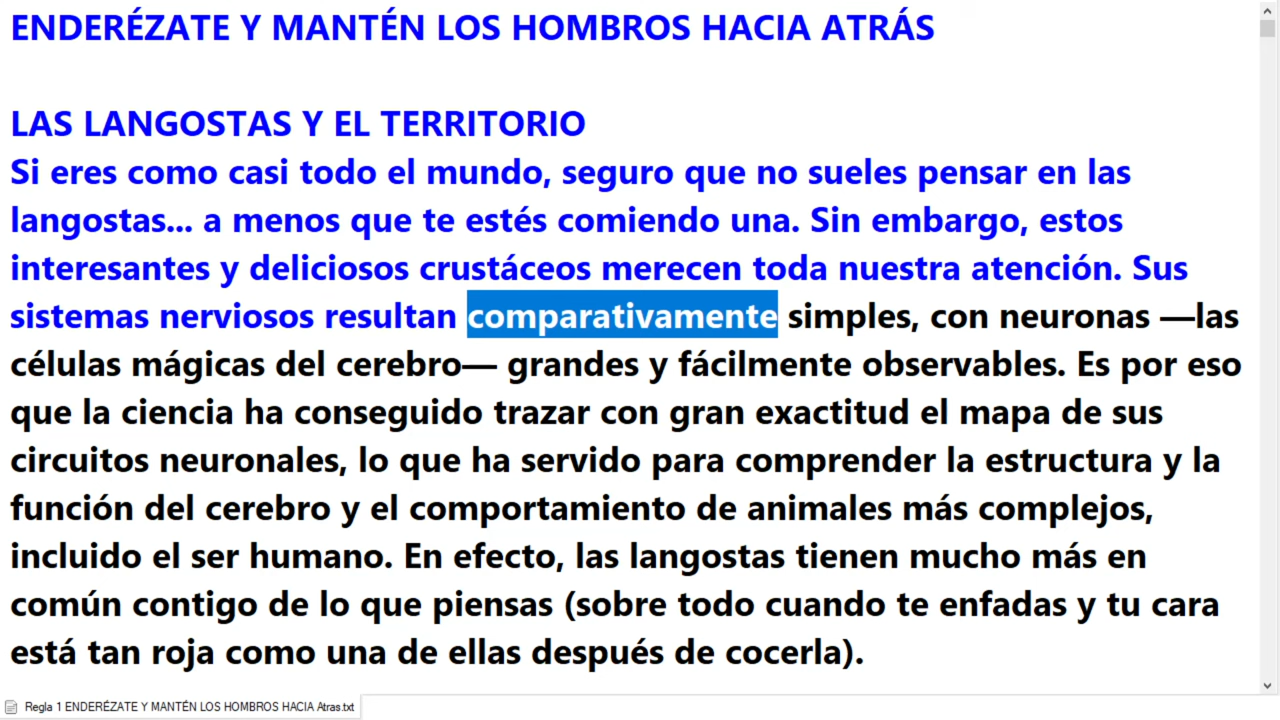 ENDERÉZATE Y MANTÉN LOS HOMBROS HACIA ATRÁS
LAS LANGOSTAS Y EL TERRITORIO
Si eres como casi todo el mundo, seguro que no sueles pensar en las
langostas... a menos que te estés comiendo una. Sin embargo, estos
interesantes y deliciosos crustáceos merecen toda nuestra atención. Sus
sistemas nerviosos resultan comparativamente simples, con neuronas —las
células mágicas del cerebro— grandes y fácilmente observables. Es por eso
que la ciencia ha conseguido trazar con gran exactitud el mapa de sus
circuitos neuronales, lo que ha servido para comprender la estructura y la
función del cerebro y el comportamiento de animales más complejos,
incluido el ser humano. En efecto, las langostas tienen mucho más en
común contigo de lo que piensas (sobre todo cuando te enfadas y tu cara
está tan roja como una de ellas después de cocerla).
Regla 1 ENDERÉZATE Y MANTÉN LOS HOMBROS HACIA Atras.txt